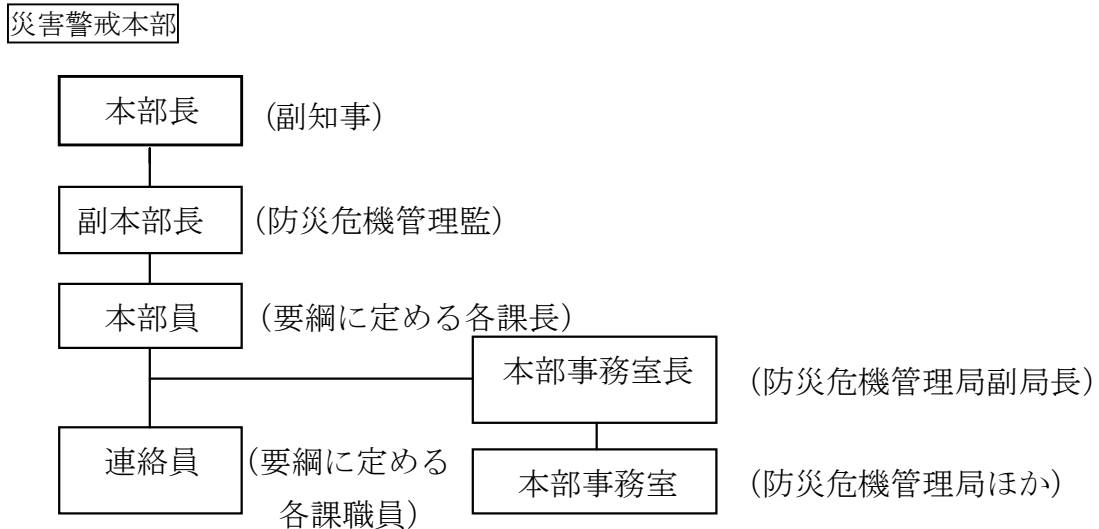 災害警戒本部
本部長 （副知事）
副本部長 （防災危機管理監）
本部員 （要綱に定める各課長）
本部事務室長 （防災危機管理局副局長）
連絡員 （要綱に定める
各課職員）
本部事務室 （防災危機管理局ほか）